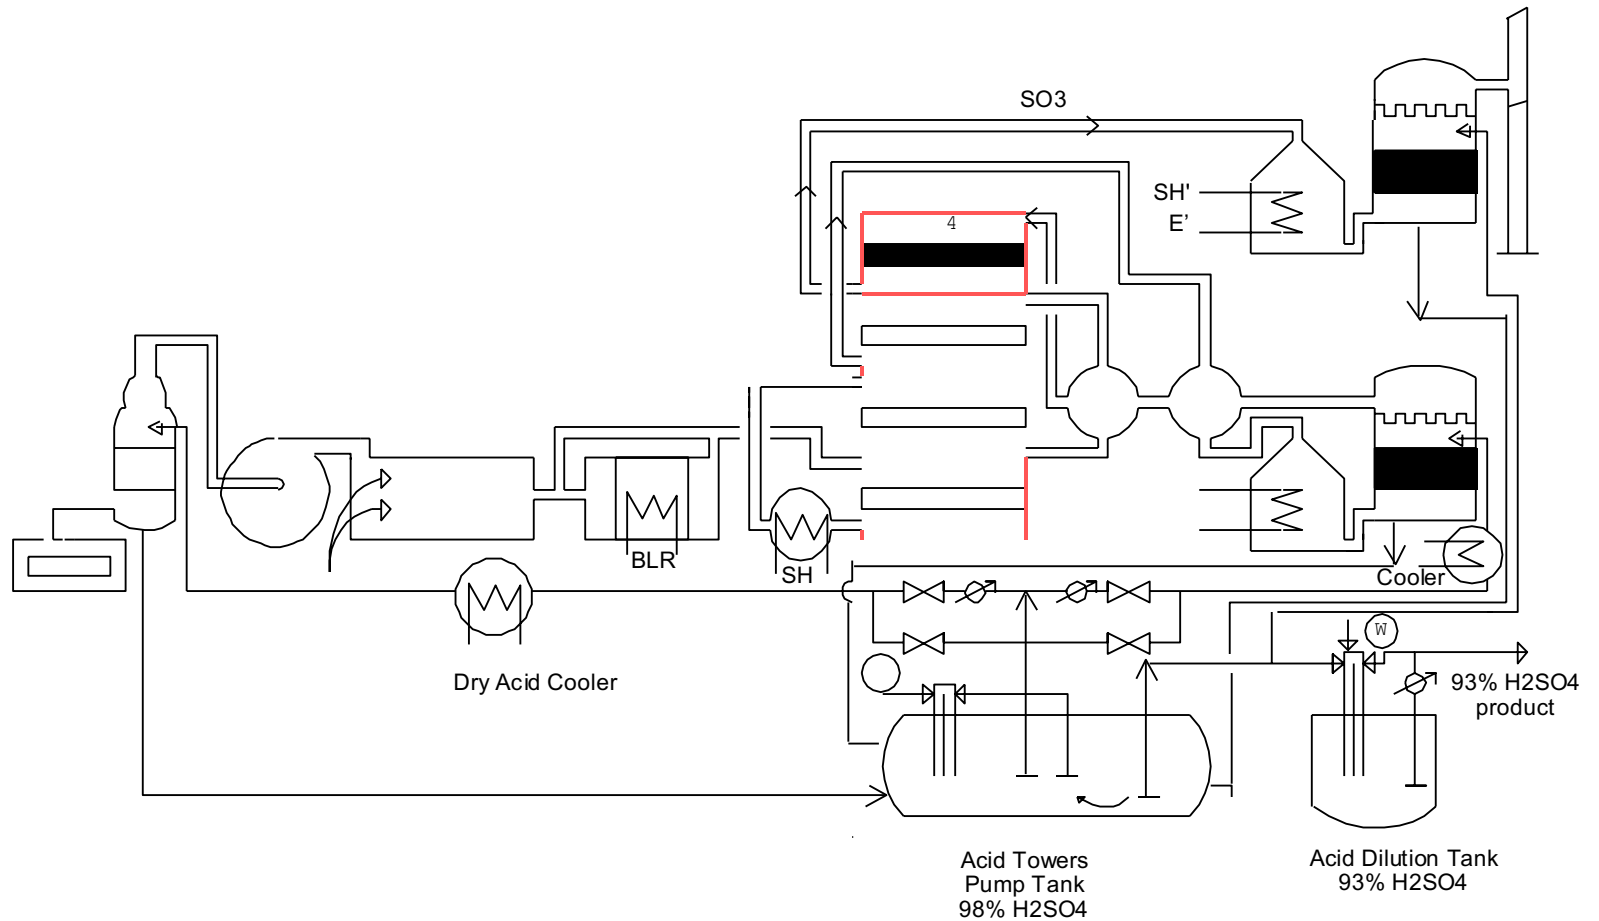 SO3
4
SH'
E’
BLR
SH
Cooler
W
Dry Acid Cooler
93% H2SO4
product
Acid Towers
Pump Tank
98% H2SO4
Acid Dilution Tank
93% H2SO4